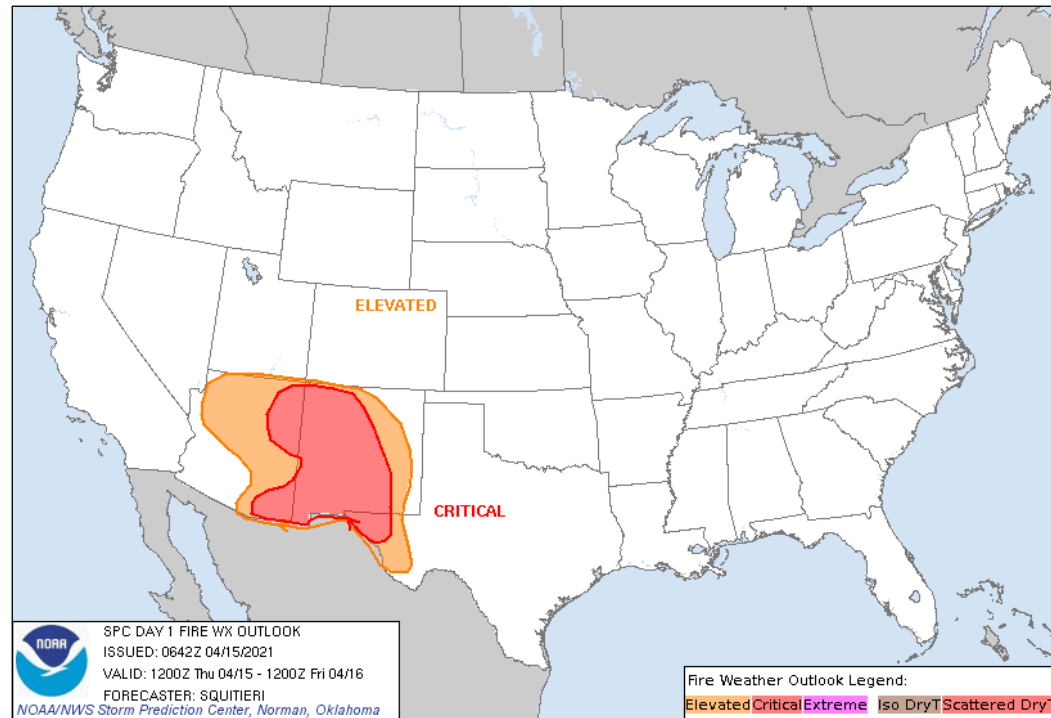 ELEVATED
CRITICAL
NOAA
SPC DAY 1 FIRE WX OUTLOOK
ISSUED: 0642Z 04/15/2021
VALID: 1200Z Thu 04/15 - 1200Z Fri 04/16
FORECASTER: SQUITIERI
NOAA/NWS Storm Prediction Center, Norman, Oklahoma
Fire Weather Outlook Legend:
Elevated Critical Extreme Iso DryT Scattered DryT